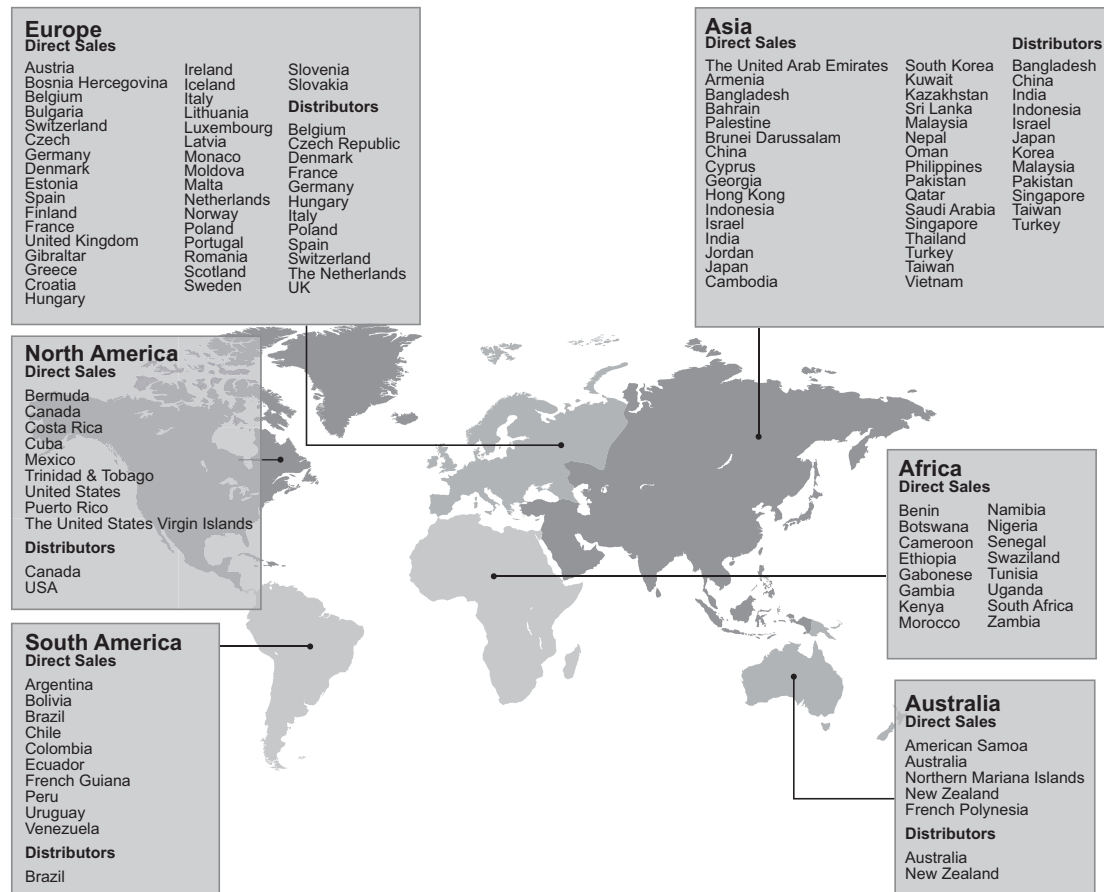 Europe
Direct Sales
Austria
Bosnia Hercegovina
Belgium
Bulgaria
Switzerland
Czech
Germany
Denmark
Estonia
Spain
Finland
France
United Kingdom
Gibraltar
Greece
Croatia
Hungary
Ireland
Iceland
Italy
Lithuania
Luxembourg
Latvia
Monaco
Moldova
Malta
Netherlands
Norway
Poland
Portugal
Romania
Scotland
Sweden
Slovenia
Slovakia
Distributors
Belgium
Czech Republic
Denmark
France
Germany
Hungary
Italy
Poland
Spain
Switzerland
The Netherlands
UK
Asia
Direct Sales
The United Arab Emirates
Armenia
Bangladesh
Bahrain
Palestine
Brunei Darussalam
China
Cyprus
Georgia
Hong Kong
Indonesia
Israel
India
Jordan
Japan
Cambodia
South Korea
Kuwait
Kazakhstan
Sri Lanka
Malaysia
Nepal
Oman
Philippines
Pakistan
Qatar
Saudi Arabia
Singapore
Thailand
Turkey
Taiwan
Vietnam
Distributors
Bangladesh
China
India
Indonesia
Israel
Japan
Korea
Malaysia
Pakistan
Singapore
Taiwan
Turkey
North America
Direct Sales
Bermuda
Canada
Costa Rica
Cuba
Mexico
Trinidad & Tobago
United States
Puerto Rico
The United States Virgin Islands
Distributors
Canada
USA
Africa
Direct Sales
Benin
Botswana
Cameroon
Ethiopia
Gabonese
Gambia
Kenya
Morocco
Namibia
Nigeria
Senegal
Swaziland
Tunisia
Uganda
South Africa
Zambia
South America
Direct Sales
Argentina
Bolivia
Brazil
Chile
Colombia
Ecuador
French Guiana
Peru
Uruguay
Venezuela
Distributors
Brazil
Australia
Direct Sales
American Samoa
Australia
Northern Mariana Islands
New Zealand
French Polynesia
Distributors
Australia
New Zealand